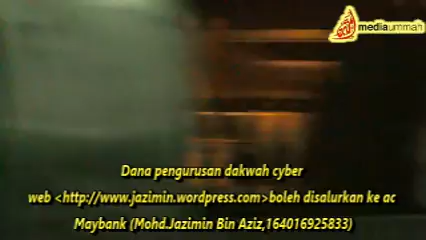 mediaummah
Dana pengurusan dakwah cyber
web <http://www.jazimin.wordpress.com>boleh disalurkan ke ac
Maybank (Mohd.Jazimin Bin Aziz,164016925833)